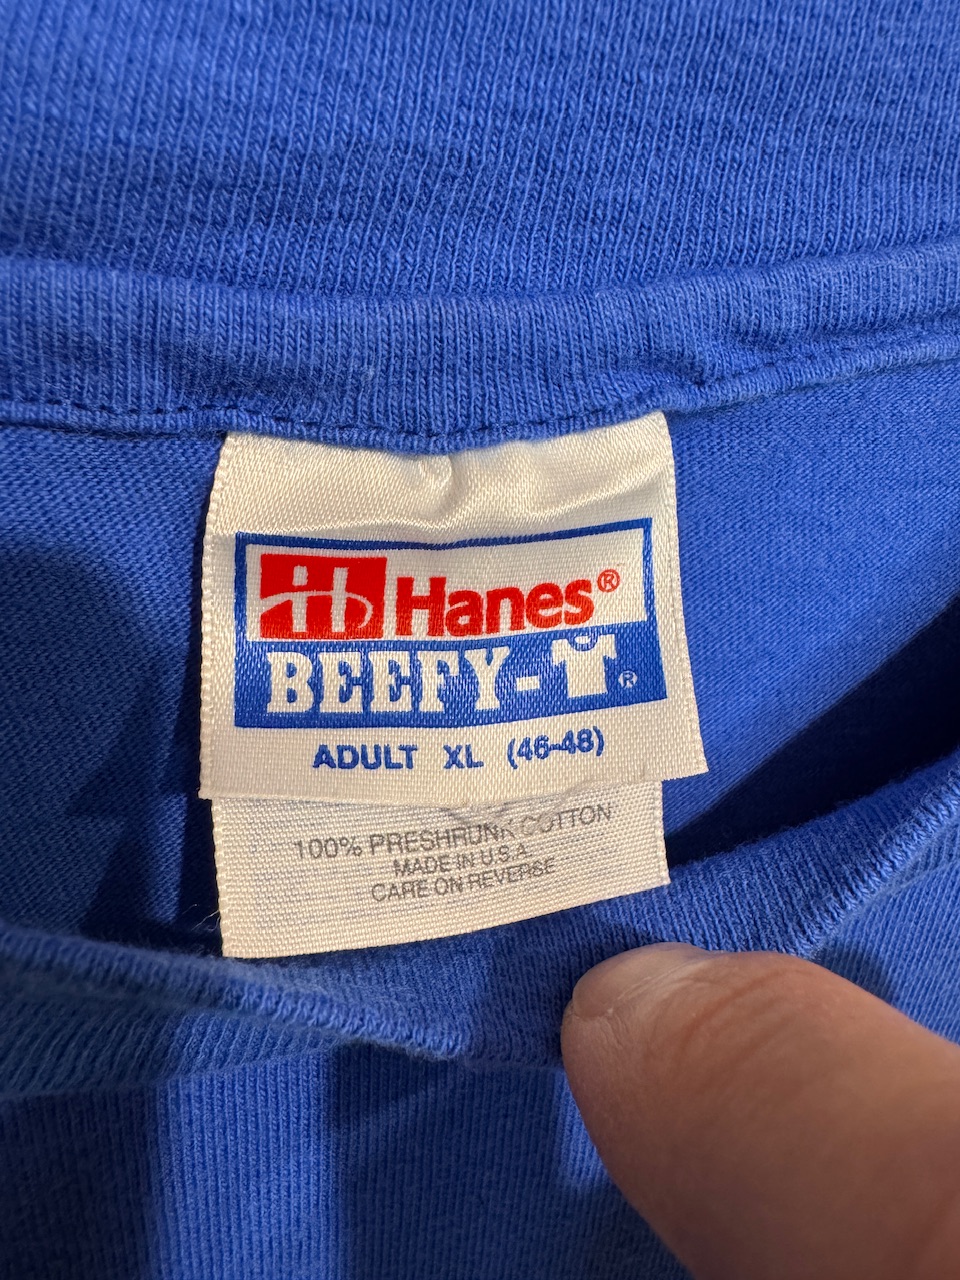 Hanes®
BEEFY-T®
ADULT XL (46-48)
100% PRESHRUNK COTTON
MADE IN U.S.A.
CARE ON REVERSE